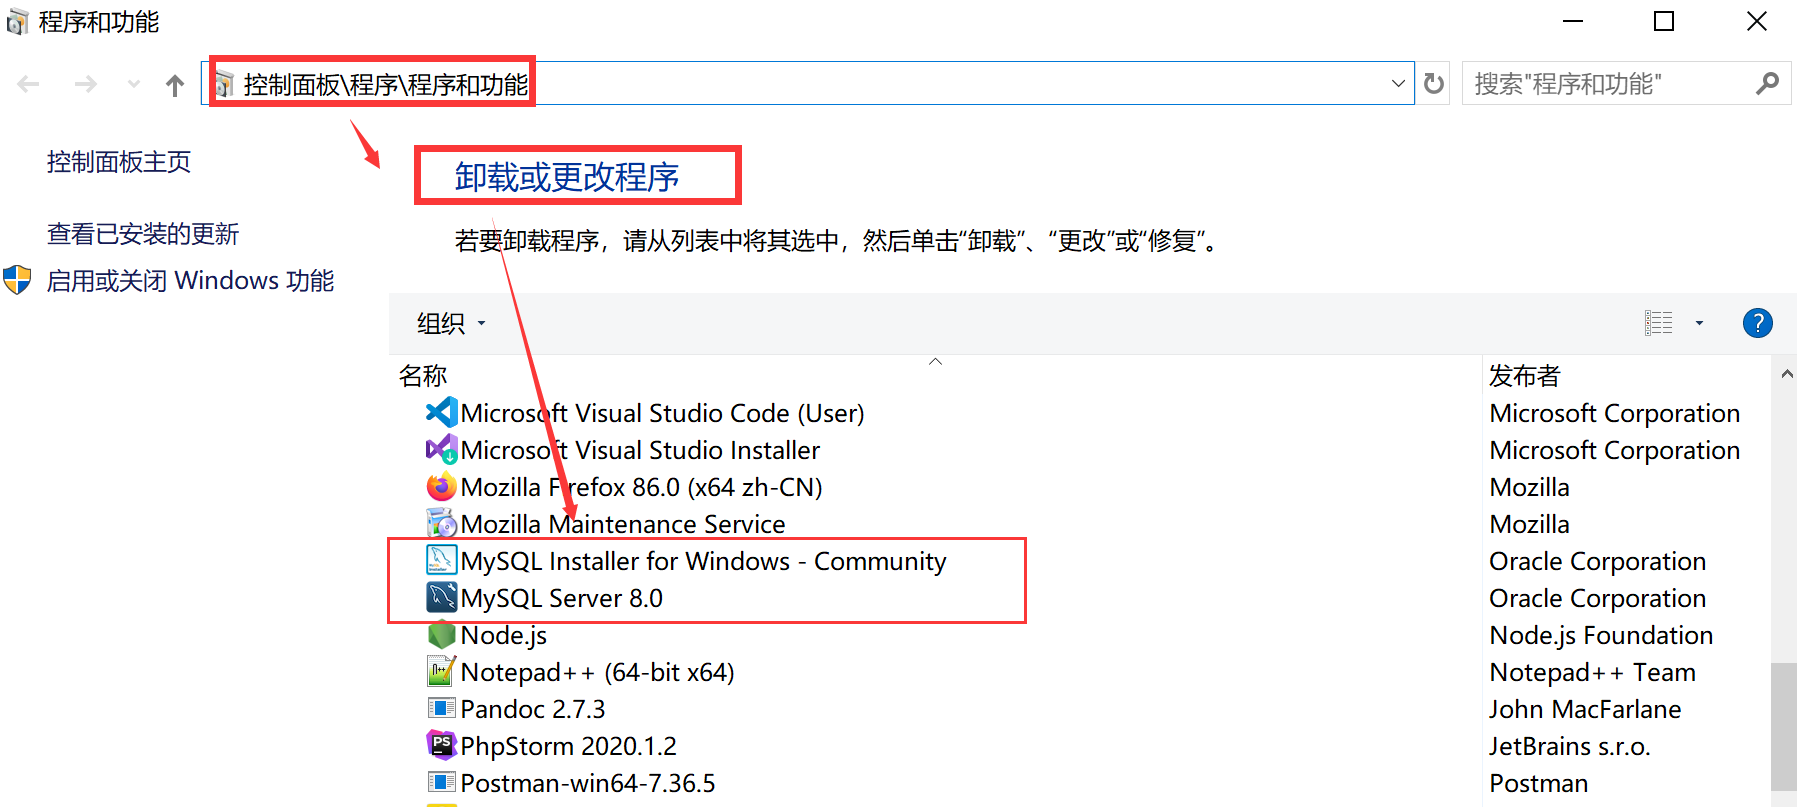 程序和功能
控制面板\程序\程序和功能
搜索"程序和功能"
控制面板主页
查看已安装的更新
启用或关闭 Windows 功能
卸载或更改程序
若要卸载程序，请从列表中将其选中，然后单击“卸载”、“更改”或“修复”。
组织
名称 发布者
Microsoft Visual Studio Code (User) Microsoft Corporation
Microsoft Visual Studio Installer Microsoft Corporation
Mozilla Firefox 86.0 (x64 zh-CN) Mozilla
Mozilla Maintenance Service Mozilla
MySQL Installer for Windows - Community Oracle Corporation
MySQL Server 8.0 Oracle Corporation
Node.js Node.js Foundation
Notepad++ (64-bit x64) Notepad++ Team
Pandoc 2.7.3 John MacFarlane
PhpStorm 2020.1.2 JetBrains s.r.o.
Postman-win64-7.36.5 Postman